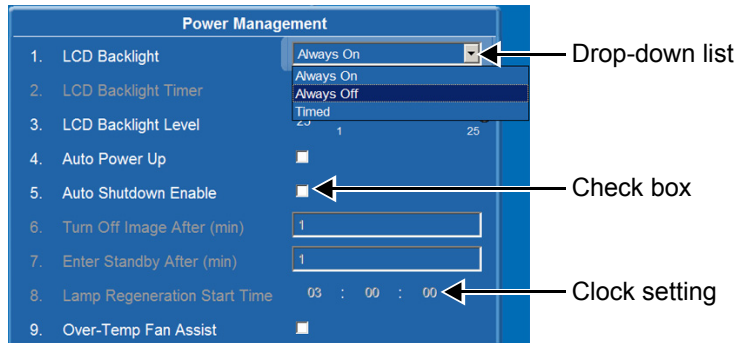 Power Management
1. LCD Backlight Always On Drop-down list
Always On
2. LCD Backlight Timer Always Off
Timed
3. LCD Backlight Level 25 1 25
4. Auto Power Up
5. Auto Shutdown Enable Check box
6. Turn Off Image After (min) 1
7. Enter Standby After (min) 1
8. Lamp Regeneration Start Time 03 : 00 : 00 Clock setting
9. Over-Temp Fan Assist